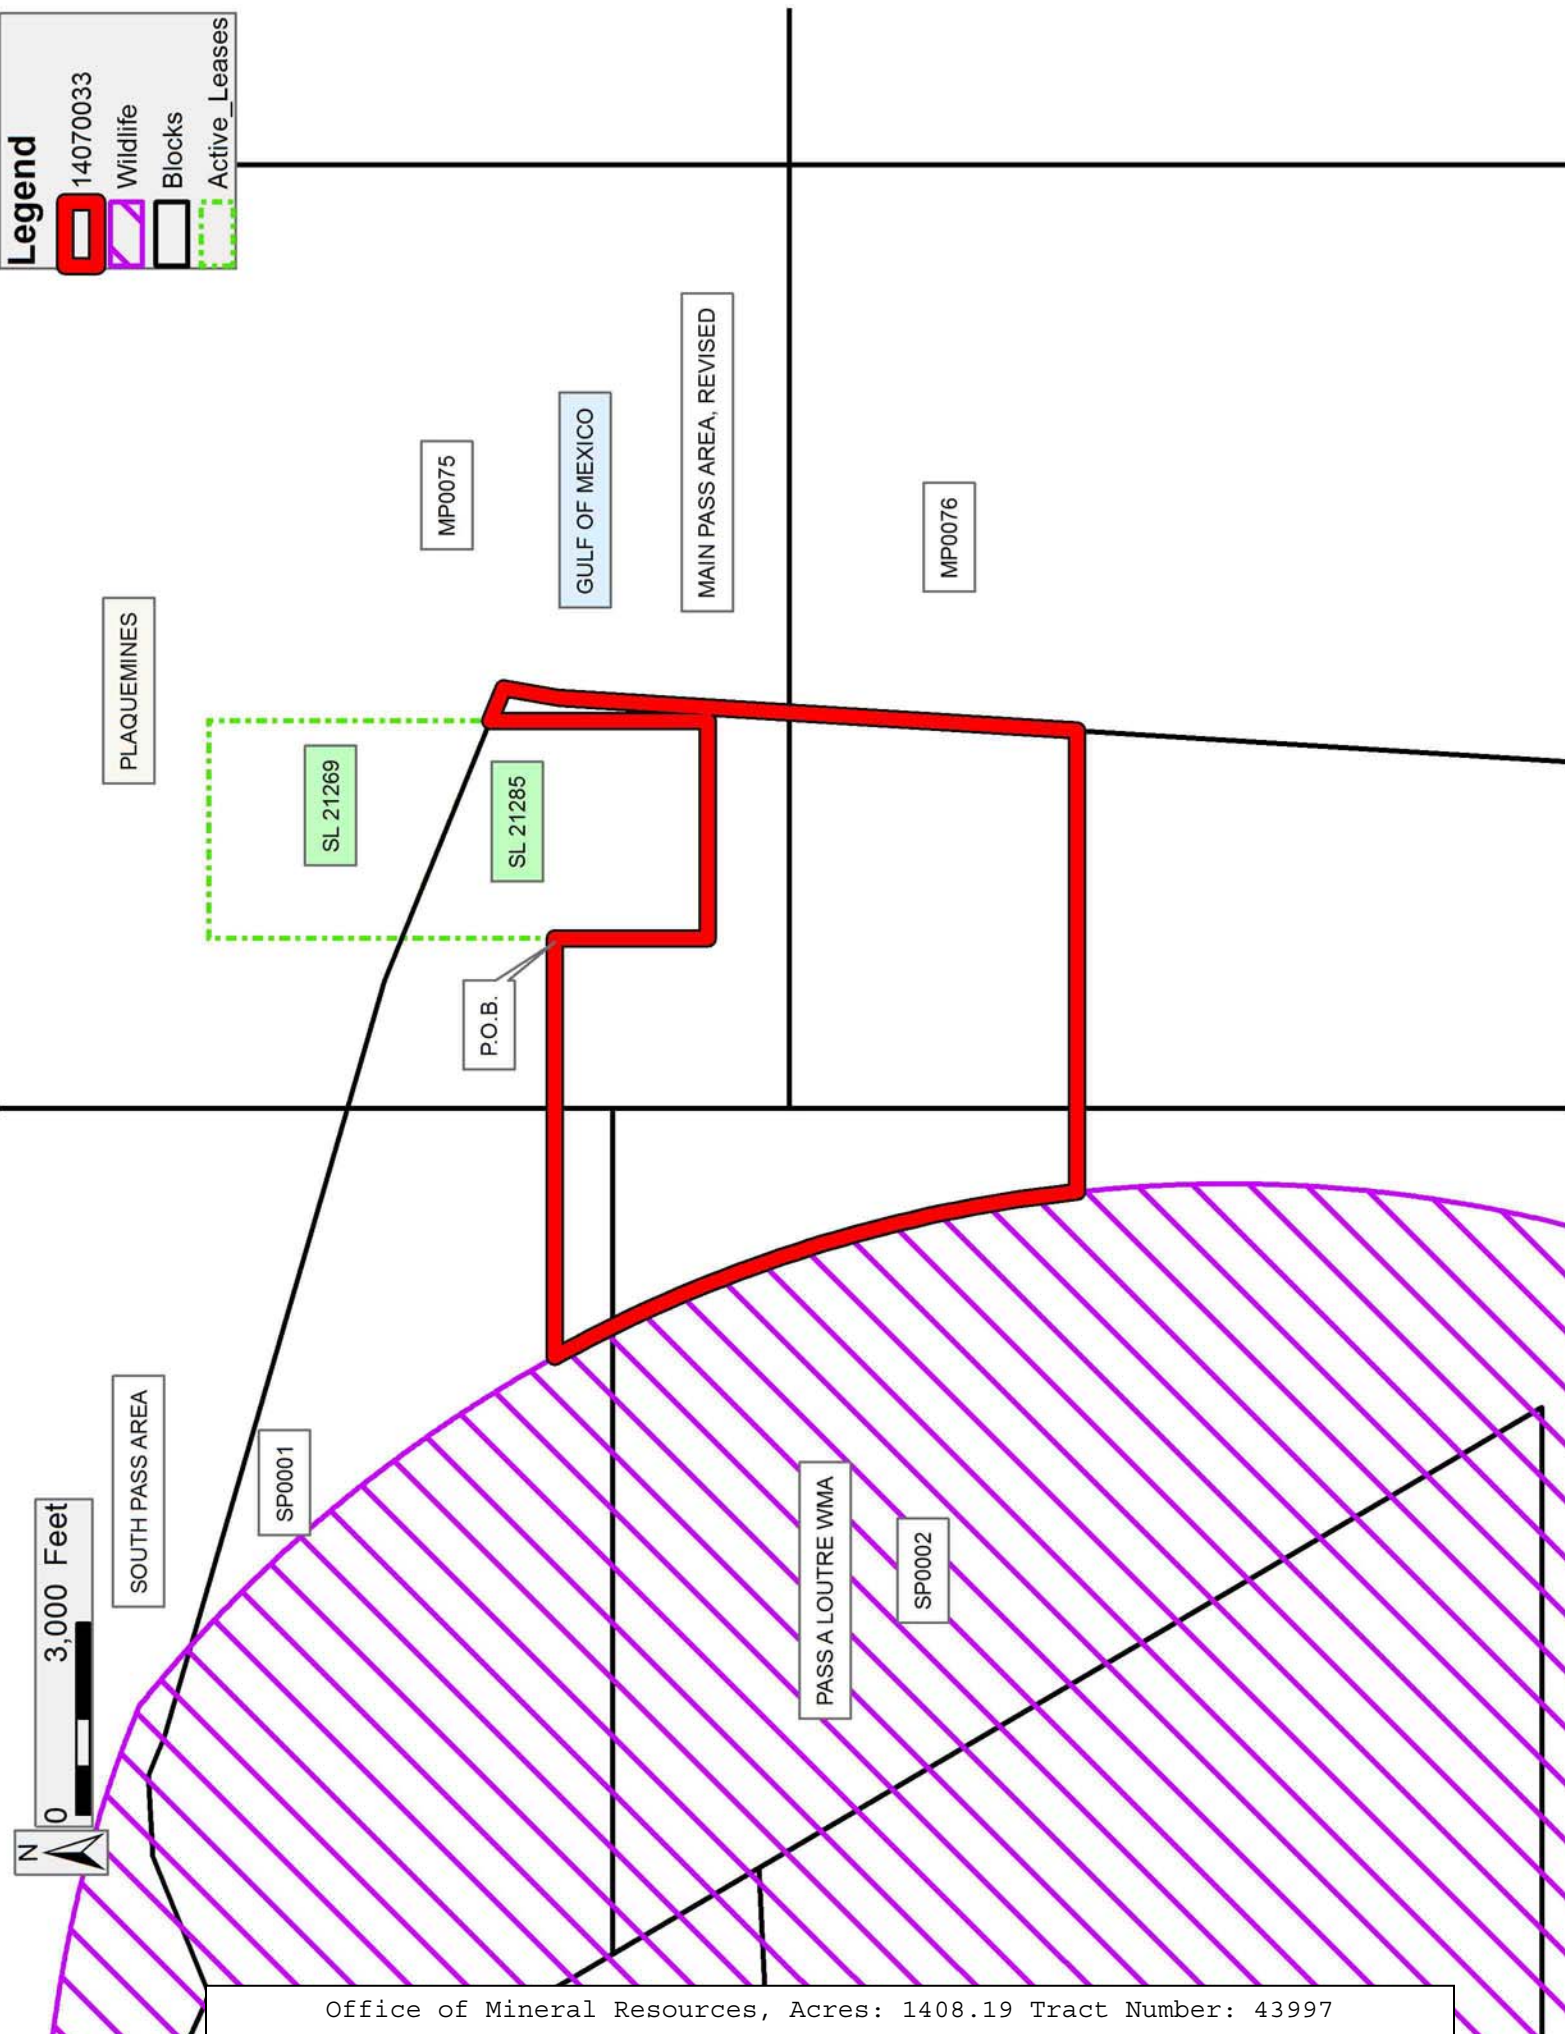 N
0 3,000 Feet
Legend
14070033
Wildlife
Blocks
Active_Leases
SOUTH PASS AREA
PLAQUEMINES
SP0001
SL 21269
MP0075
P.O.B.
SL 21285
GULF OF MEXICO
MAIN PASS AREA, REVISED
PASS A LOUTRE WMA
SP0002
MP0076
Office of Mineral Resources, Acres: 1408.19 Tract Number: 43997